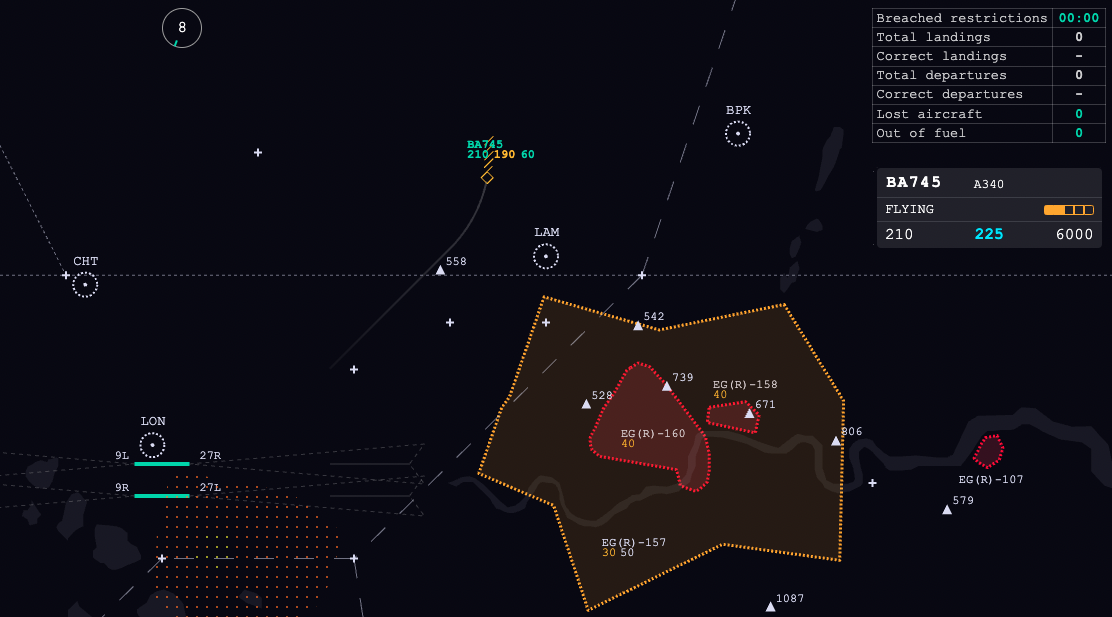 8
Breached restrictions 00:00
Total landings 0
Correct landings –
Total departures 0
Correct departures –
Lost aircraft 0
Out of fuel 0
BPK
BA745
210 190 60
BA745 A340
FLYING
210 225 6000
LAM
CHT
558
542
739
528
EG(R)-158
40
671
EG(R)-160
40
806
LON
9L 27R
9R 27L
EG(R)-107
579
EG(R)-157
30 50
1087